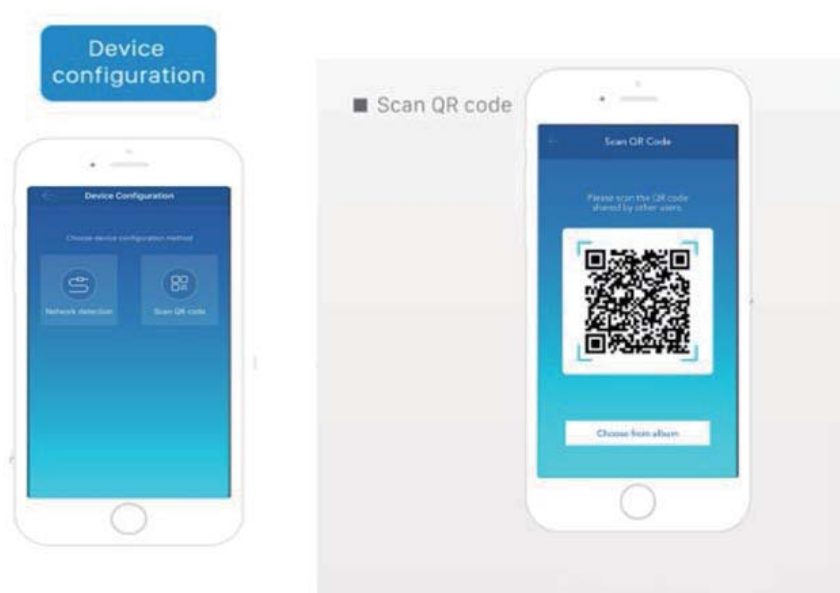 Device
configuration
Device Configuration
Choose device configuration method
Network detection
Scan QR code
■ Scan QR code
Scan QR Code
Please scan the QR code
shared by other users
Choose from album